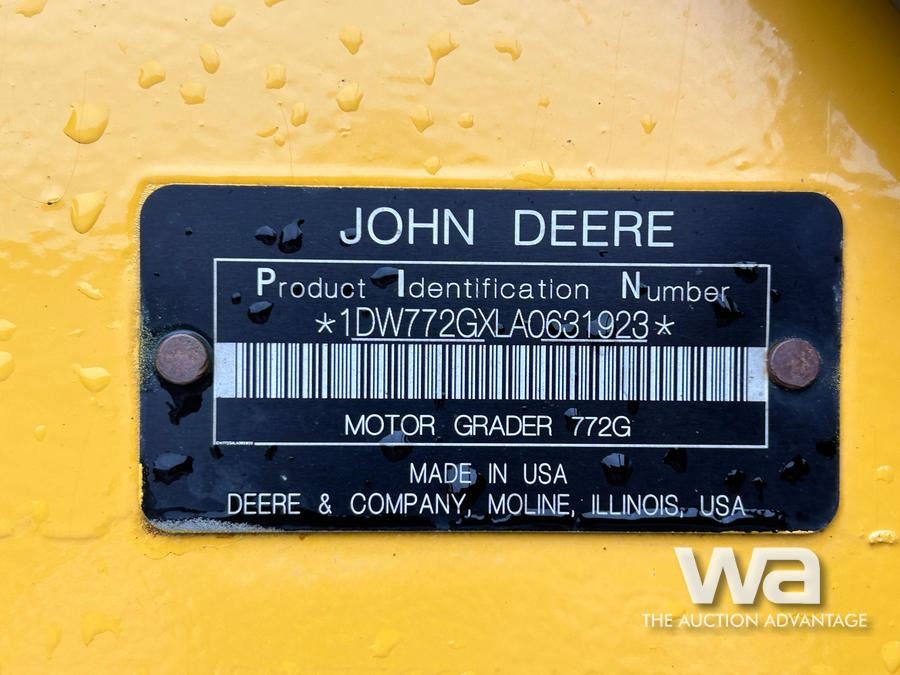 JOHN DEERE
Product Identification Number
*1DW772GXLA0631923*
MOTOR GRADER 772G
MADE IN USA
DEERE & COMPANY, MOLINE, ILLINOIS, USA
wa
THE AUCTION ADVANTAGE